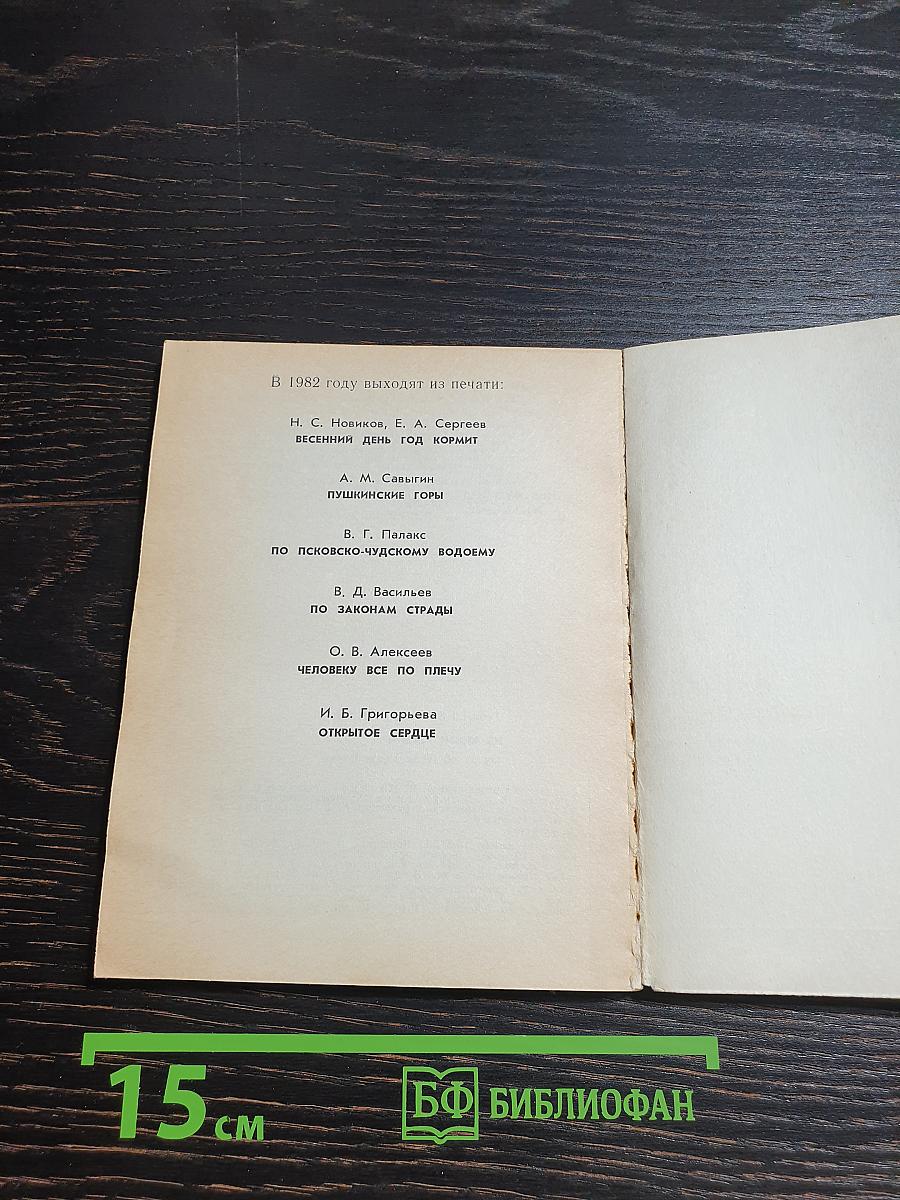 В 1982 году выходят из печати:
Н. С. Новиков, Е. А. Сергеев
ВЕСЕННИЙ ДЕНЬ ГОД КОРМИТ
А. М. Савыгин
ПУШКИНСКИЕ ГОРЫ
В. Г. Палакс
ПО ПСКОВСКО-ЧУДСКОМУ ВОДОЕМУ
В. Д. Васильев
ПО ЗАКОНАМ СТРАДЫ
О. В. Алексеев
ЧЕЛОВЕКУ ВСЕ ПО ПЛЕЧУ
И. Б. Григорьева
ОТКРЫТОЕ СЕРДЦЕ
15 см
БФ БИБЛИОФАН